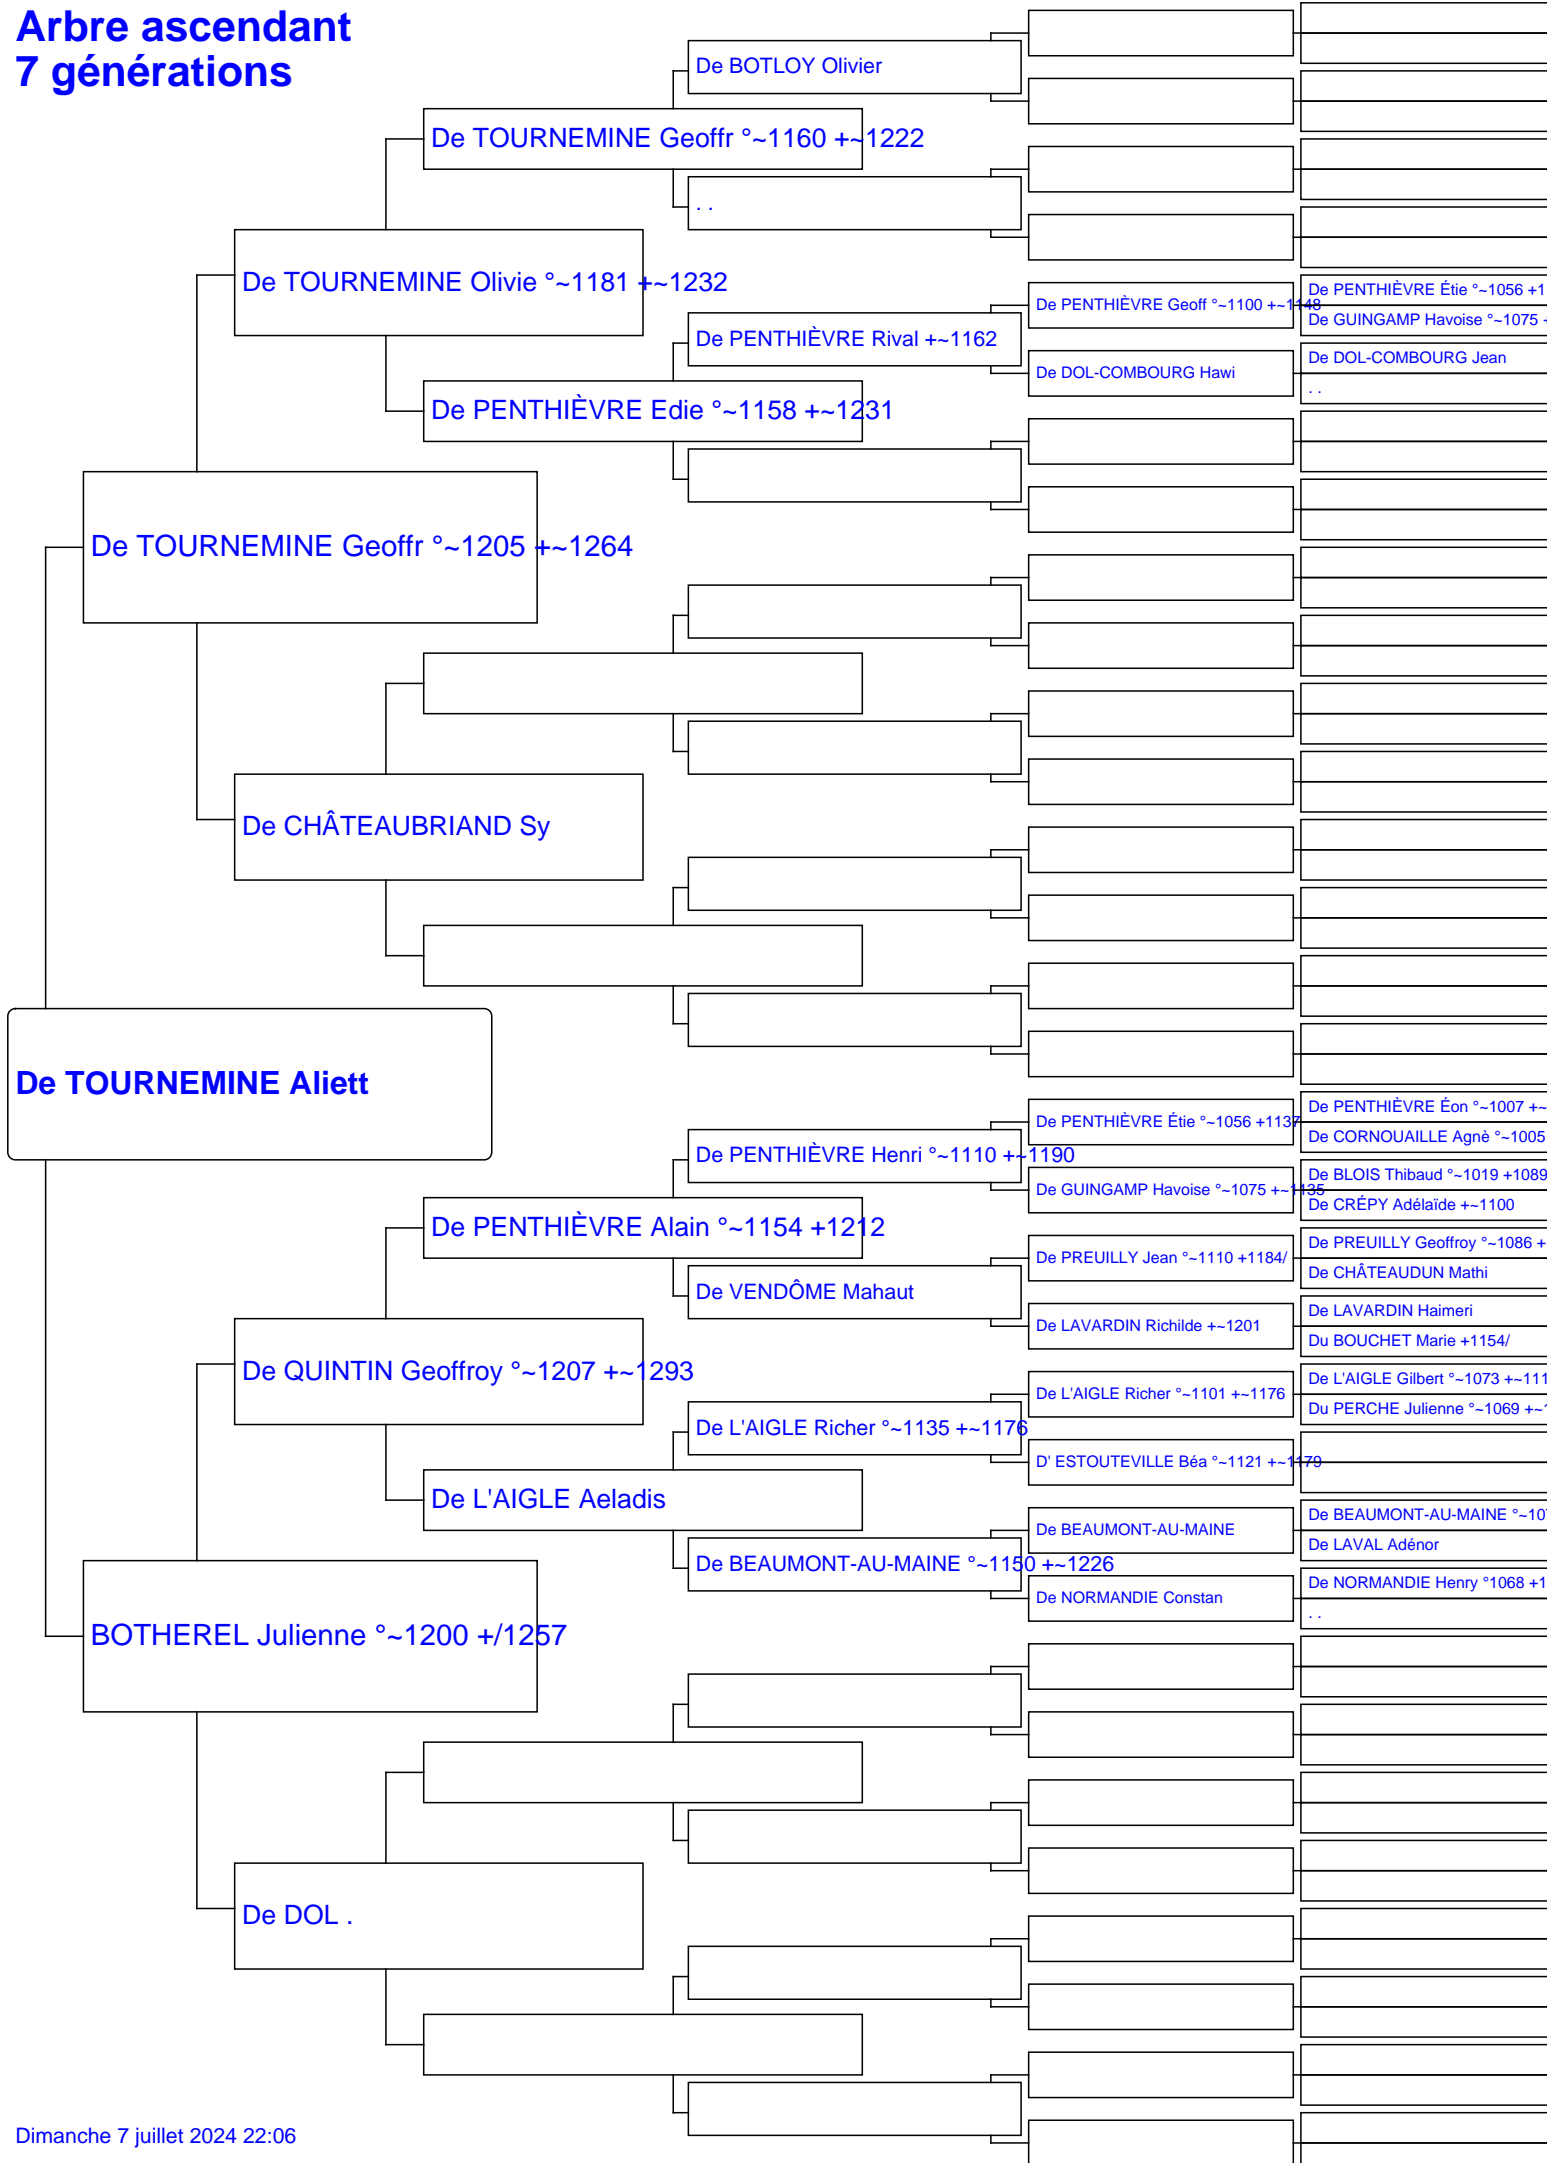 Arbre ascendant
7 générations
De BOTLOY Olivier
De TOURNEMINE Geoffr °~1160 +~1222
. .
De TOURNEMINE Olivie °~1181 +~1232
De PENTHIÈVRE Étie °~1056 +1
De PENTHIÈVRE Geoff °~1100 +~1148
De GUINGAMP Havoise °~1075 +
De PENTHIÈVRE Rival +~1162
De DOL-COMBOURG Jean
De DOL-COMBOURG Hawi
. .
De PENTHIÈVRE Edie °~1158 +~1231
De TOURNEMINE Geoffr °~1205 +~1264
De CHÂTEAUBRIAND Sy
De TOURNEMINE Aliett
De PENTHIÈVRE Éon °~1007 +~
De PENTHIÈVRE Étie °~1056 +1137
De CORNOUAILLE Agnè °~1005
De PENTHIÈVRE Henri °~1110 +~1190
De BLOIS Thibaud °~1019 +1089
De GUINGAMP Havoise °~1075 +~1135
De CRÉPY Adélaïde +~1100
De PENTHIÈVRE Alain °~1154 +1212
De PREUILLY Geoffroy °~1086 +
De PREUILLY Jean °~1110 +1184/
De CHÂTEAUDUN Mathi
De VENDÔME Mahaut
De LAVARDIN Haimeri
De LAVARDIN Richilde +~1201
Du BOUCHET Marie +1154/
De QUINTIN Geoffroy °~1207 +~1293
De L'AIGLE Gilbert °~1073 +~111
De L'AIGLE Richer °~1101 +~1176
Du PERCHE Julienne °~1069 +~1
De L'AIGLE Richer °~1135 +~1176
D' ESTOUTEVILLE Béa °~1121 +~1179
De L'AIGLE Aeladis
De BEAUMONT-AU-MAINE °~107
De BEAUMONT-AU-MAINE
De LAVAL Adénor
De BEAUMONT-AU-MAINE °~1150 +~1226
De NORMANDIE Henry °1068 +1
De NORMANDIE Constan
. .
BOTHEREL Julienne °~1200 +/1257
De DOL .
Dimanche 7 juillet 2024 22:06